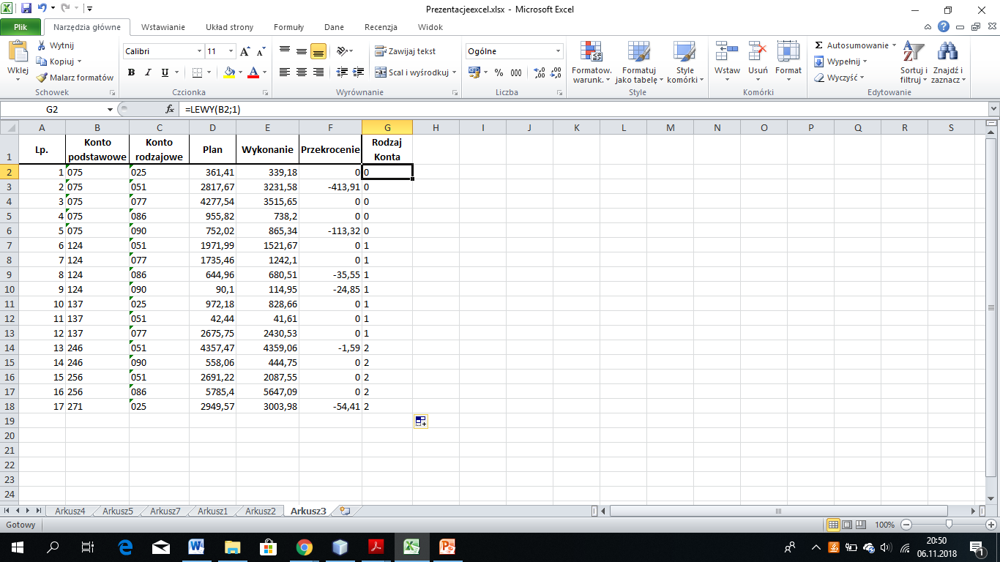 Prezentacjeexcel.xlsx - Microsoft Excel
Plik Narzędzia główne Wstawianie Układ strony Formuły Dane Recenzja Widok
Wklej Wytnij Kopiuj Malarz formatów
Calibri 11
B I U A A A
Zawijaj tekst
Scal i wyśrodkuj
Ogólne
% 000 ,00 ,0
Formatow. warunk. Formatuj jako tabelę Style komórki
Wstaw Usuń Format
Σ Autosumowanie Wypełnij Wyczyść
Sortuj i filtruj Znajdź i zaznacz
Schowek Czcionka Wyrównanie Liczba Style Komórki Edytowanie
G2 fx =LEWY(B2;1)
A B C D E F G H I J K L M N O P Q R S
1 Lp. Konto podstawowe Konto rodzajowe Plan Wykonanie Przekrocenie Rodzaj Konta
2 1 075 025 361,41 339,18 0 0
3 2 075 051 2817,67 3231,58 -413,91 0
4 3 075 077 4277,54 3515,65 0 0
5 4 075 086 955,82 738,2 0 0
6 5 075 090 752,02 865,34 -113,32 0
7 6 124 051 1971,99 1521,67 0 1
8 7 124 077 1735,46 1242,1 0 1
9 8 124 086 644,96 680,51 -35,55 1
10 9 124 090 90,1 114,95 -24,85 1
11 10 137 025 972,18 828,66 0 1
12 11 137 051 42,44 41,61 0 1
13 12 137 077 2675,75 2430,53 0 1
14 13 246 051 4357,47 4359,06 -1,59 2
15 14 246 090 558,06 444,75 0 2
16 15 256 051 2691,22 2087,55 0 2
17 16 256 086 5785,4 5647,09 0 2
18 17 271 025 2949,57 3003,98 -54,41 2
19
20
21
22
23
24
Arkusz4 Arkusz5 Arkusz7 Arkusz1 Arkusz2 Arkusz3
Gotowy 100%
20:50
06.11.2018
1